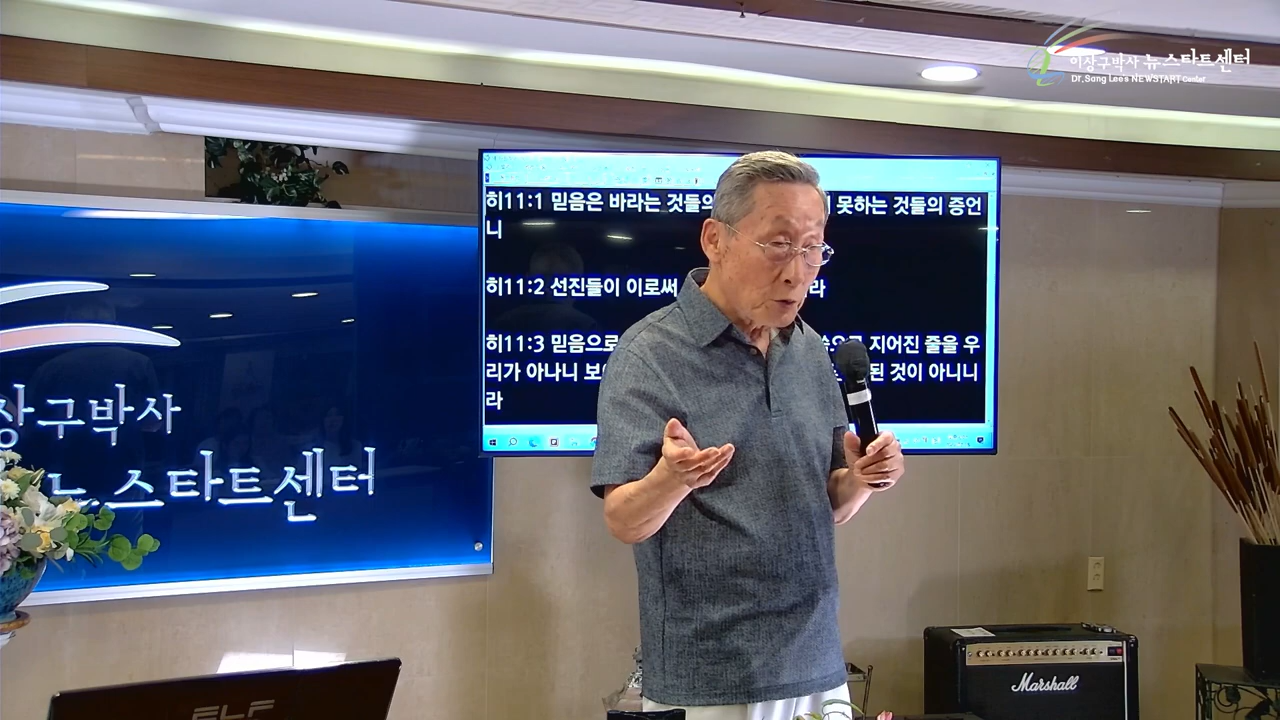 이상구박사 뉴스타트센터
Dr.Sang Lee's NEWSTART Center
히11:1 믿음은 바라는 것들의 못하는 것들의 증언
니
히11:2 선진들이 이로써 라
히11:3 믿음으로 지어진 줄을 우
리가 아나니 된 것이 아니니
라
상구박사
뉴스타트센터
Marshall